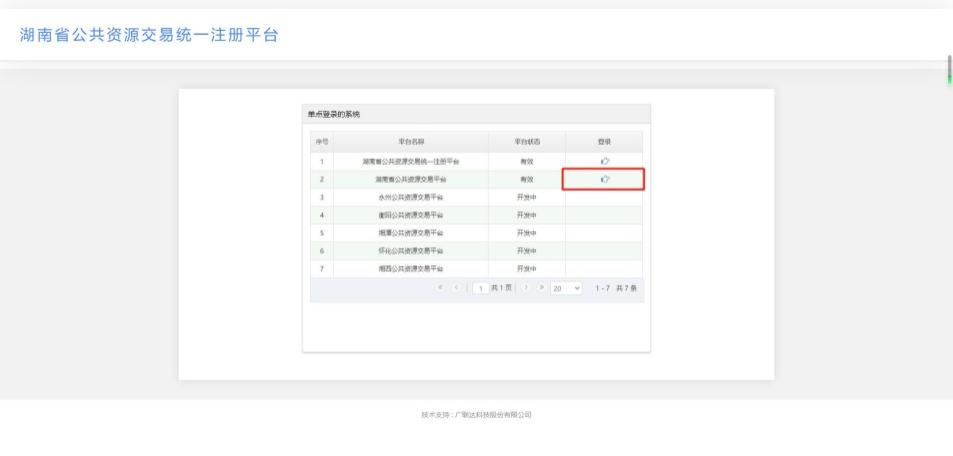 湖南省公共资源交易统一注册平台
单点登录的系统
序号 平台名称 平台状态 登录
1 湖南省公共资源交易统一注册平台 有效
2 湖南省公共资源交易平台 有效
3 永州公共资源交易平台 开发中
4 衡阳公共资源交易平台 开发中
5 湘潭公共资源交易平台 开发中
6 怀化公共资源交易平台 开发中
7 湘西公共资源交易平台 开发中
1 共1页 20 1 - 7 共7条
技术支持：广联达科技股份有限公司